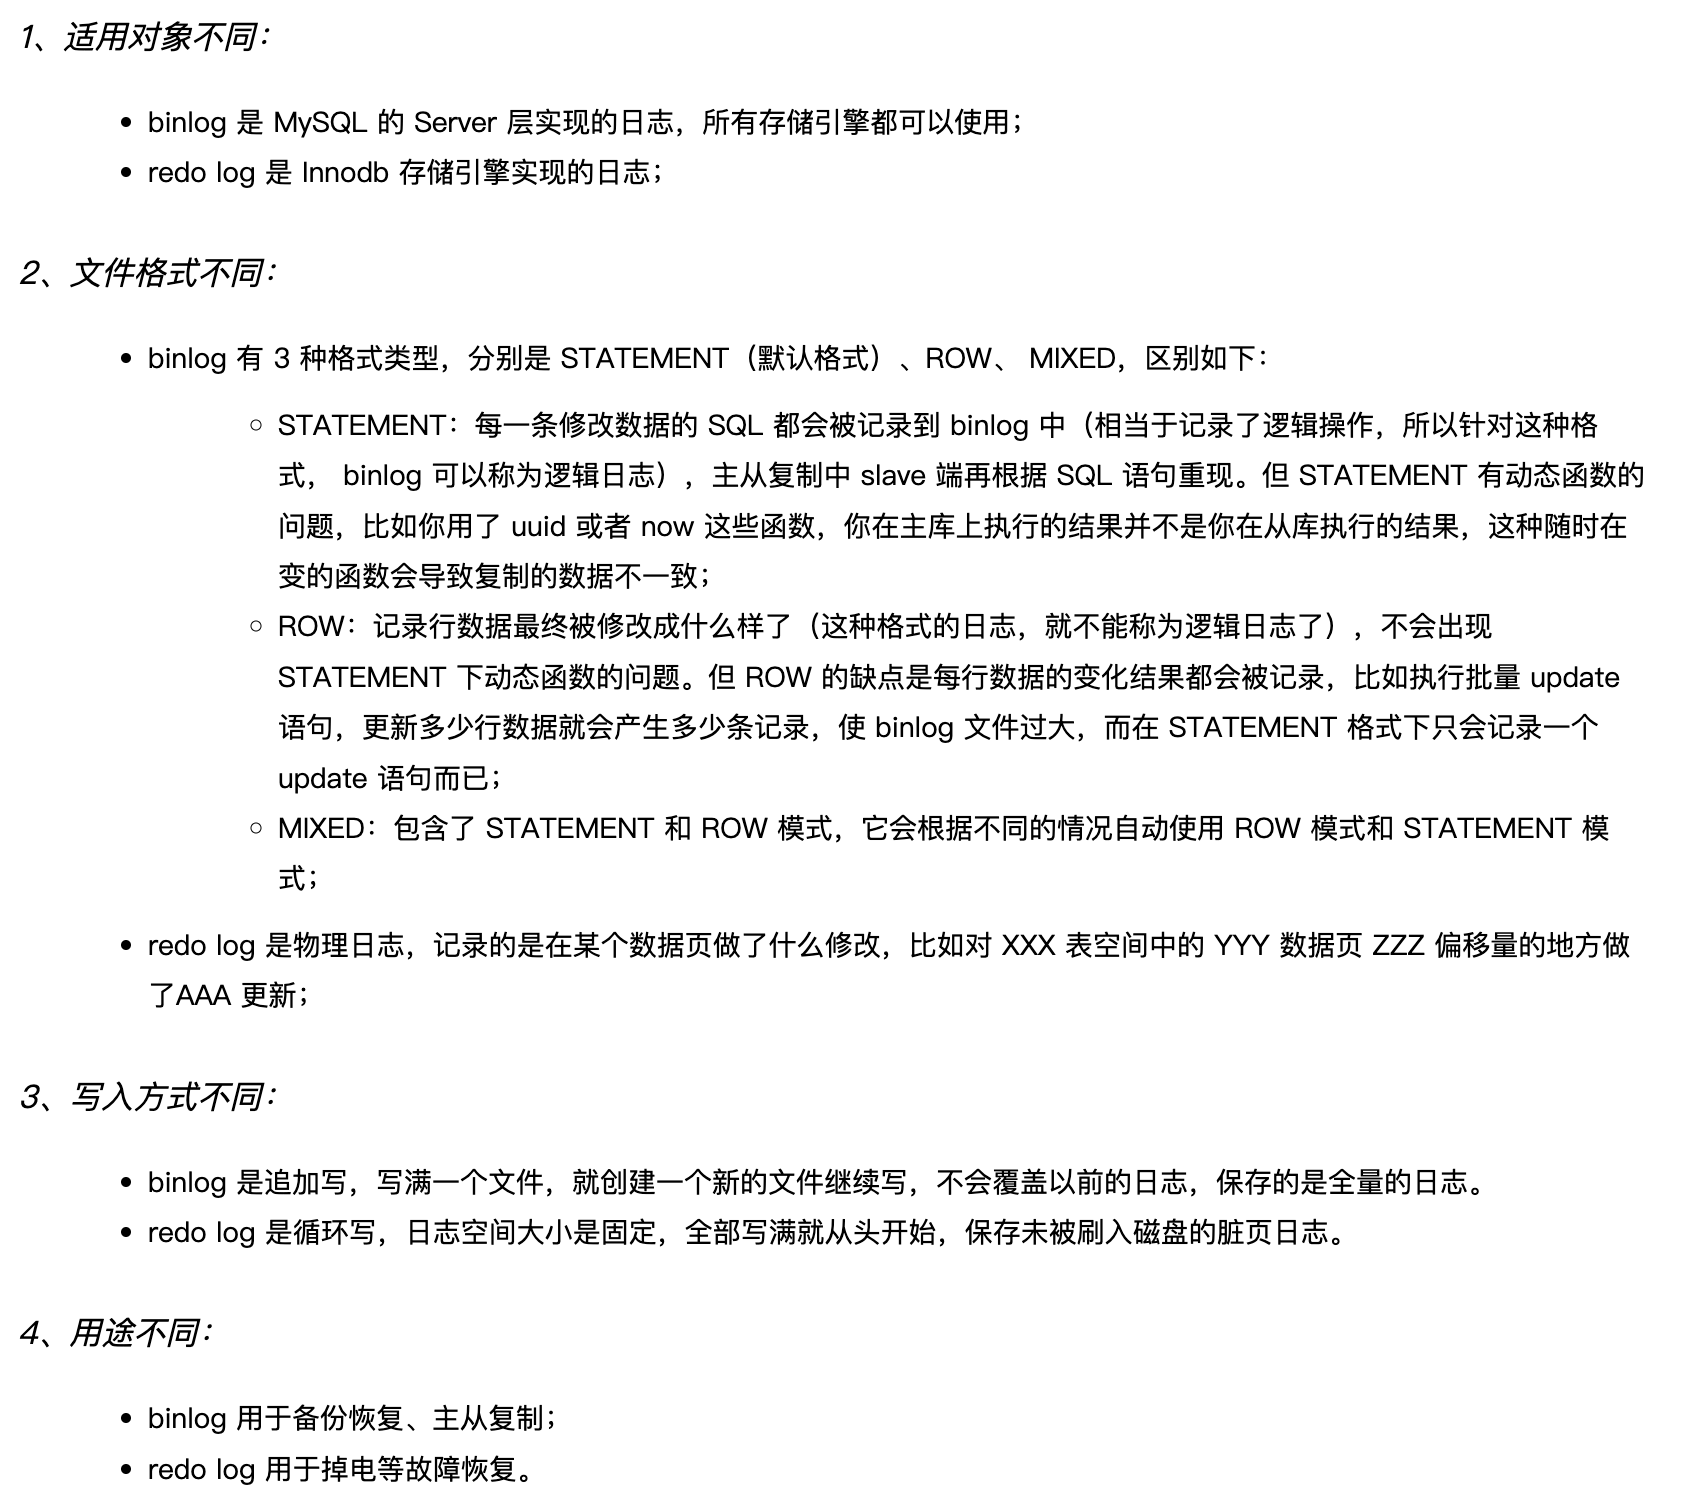 1、适用对象不同：
binlog 是 MySQL 的 Server 层实现的日志，所有存储引擎都可以使用；
redo log 是 Innodb 存储引擎实现的日志；
2、文件格式不同：
binlog 有 3 种格式类型，分别是 STATEMENT（默认格式）、ROW、 MIXED，区别如下：
STATEMENT：每一条修改数据的 SQL 都会被记录到 binlog 中（相当于记录了逻辑操作，所以针对这种格
式， binlog 可以称为逻辑日志），主从复制中 slave 端再根据 SQL 语句重现。但 STATEMENT 有动态函数的
问题，比如你用了 uuid 或者 now 这些函数，你在主库上执行的结果并不是你在从库执行的结果，这种随时在
变的函数会导致复制的数据不一致；
ROW：记录行数据最终被修改成什么样了（这种格式的日志，就不能称为逻辑日志了），不会出现
STATEMENT 下动态函数的问题。但 ROW 的缺点是每行数据的变化结果都会被记录，比如执行批量 update
语句，更新多少行数据就会产生多少条记录，使 binlog 文件过大，而在 STATEMENT 格式下只会记录一个
update 语句而已；
MIXED：包含了 STATEMENT 和 ROW 模式，它会根据不同的情况自动使用 ROW 模式和 STATEMENT 模
式；
redo log 是物理日志，记录的是在某个数据页做了什么修改，比如对 XXX 表空间中的 YYY 数据页 ZZZ 偏移量的地方做
了AAA 更新；
3、写入方式不同：
binlog 是追加写，写满一个文件，就创建一个新的文件继续写，不会覆盖以前的日志，保存的是全量的日志。
redo log 是循环写，日志空间大小是固定，全部写满就从头开始，保存未被刷入磁盘的脏页日志。
4、用途不同：
binlog 用于备份恢复、主从复制；
redo log 用于掉电等故障恢复。